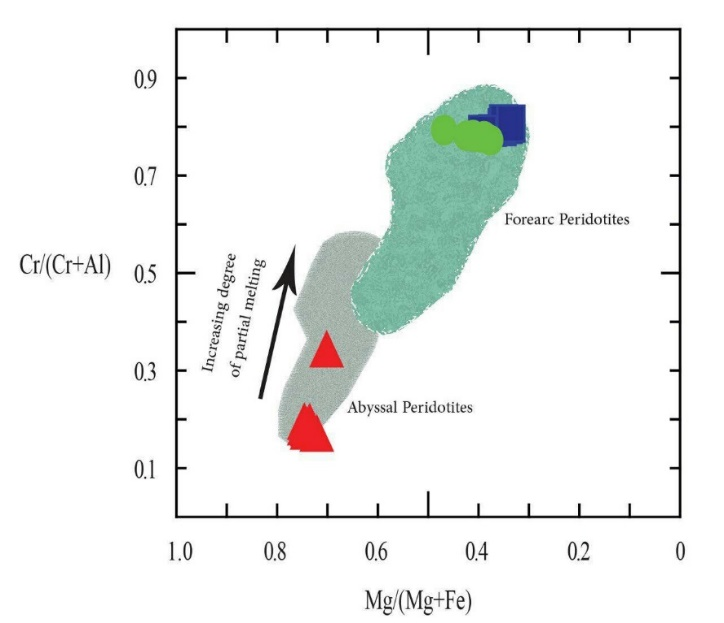 0.9
0.7
Forearc Peridotites
Cr/(Cr+Al)
0.5
Increasing degree
of partial melting
0.3
Abyssal Peridotites
0.1
1.0 0.8 0.6 0.4 0.2 0
Mg/(Mg+Fe)